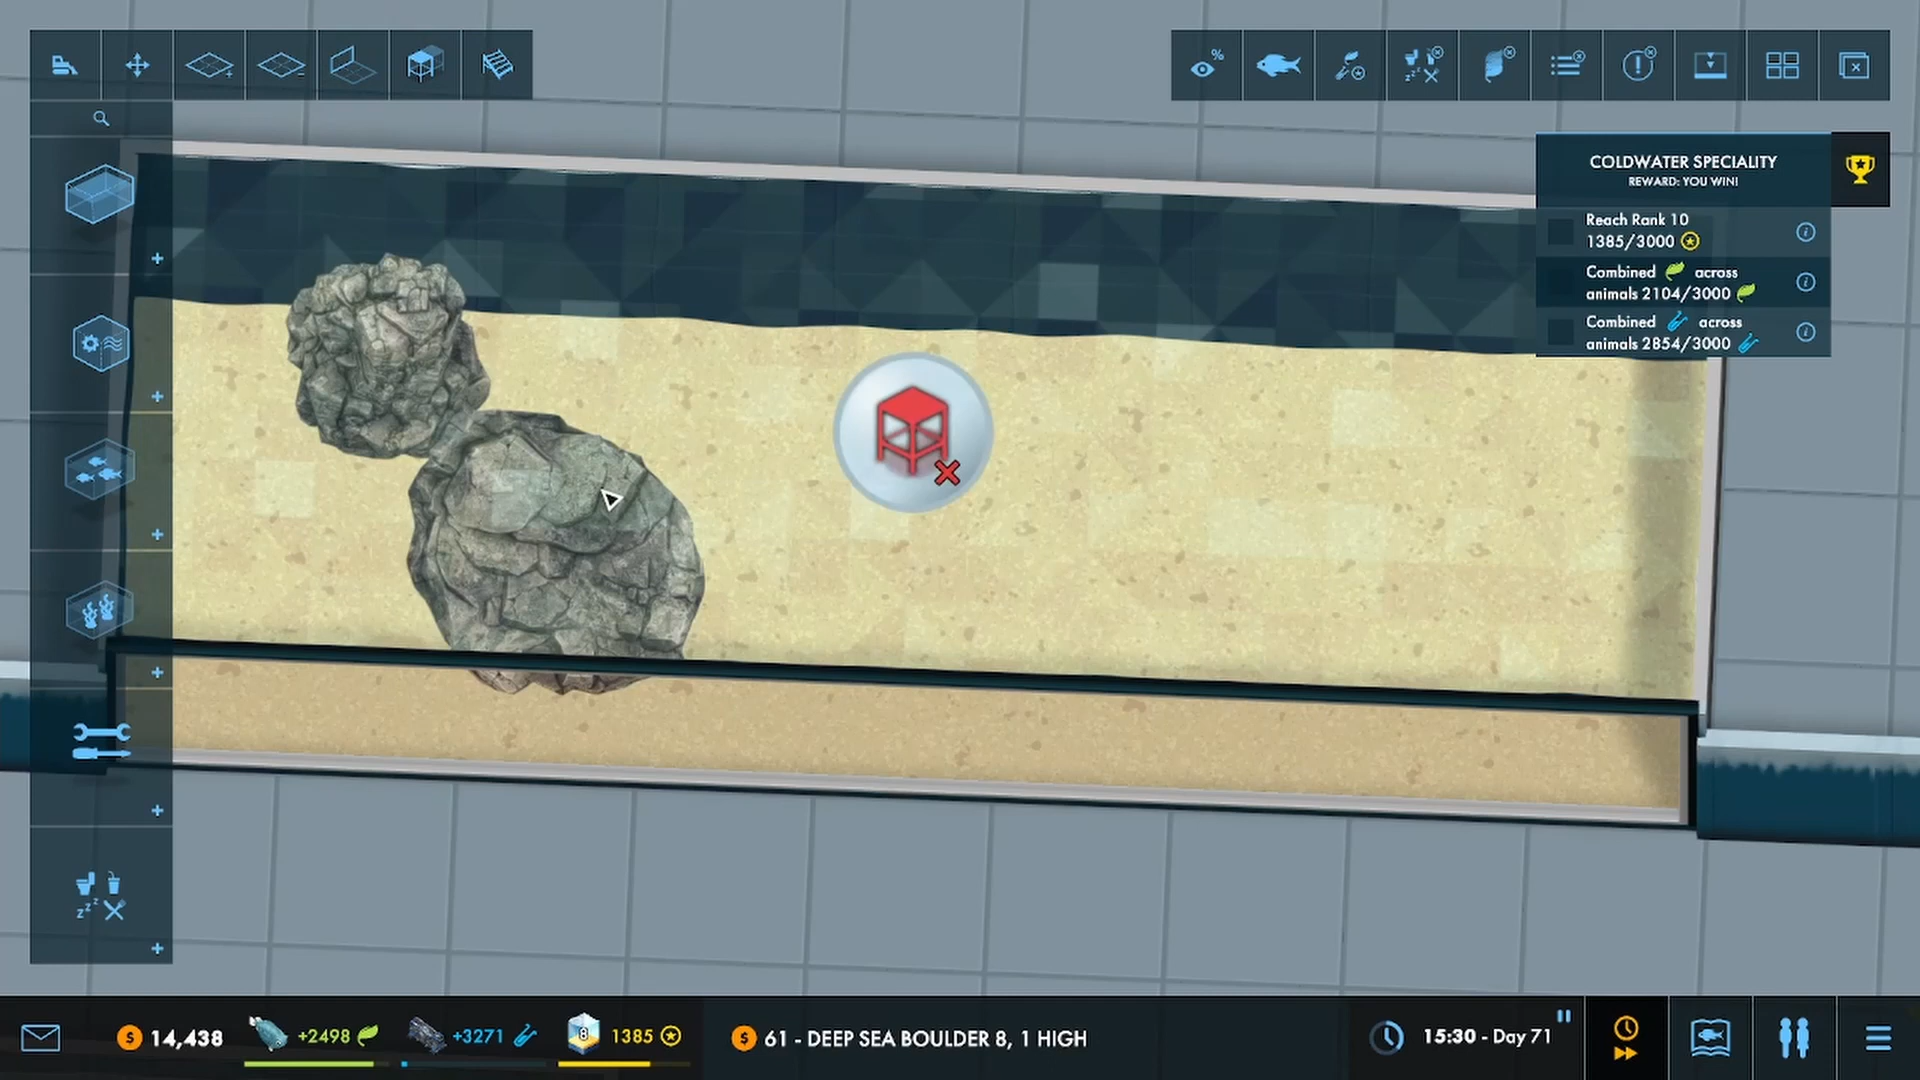 COLDWATER SPECIALITY
REWARD: YOU WIN!
Reach Rank 10
1385/3000
Combined across
animals 2104/3000
Combined across
animals 2854/3000
14,438
+2498
+3271
8
1385
61 - DEEP SEA BOULDER 8, 1 HIGH
15:30 - Day 71